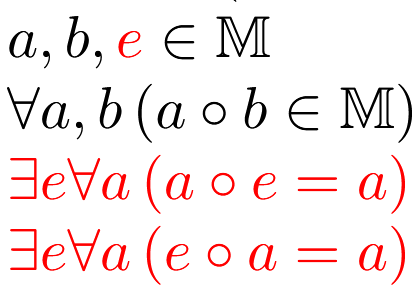 a, b, e ∈ 𝕄
∀a, b (a ∘ b ∈ 𝕄)
∃e∀a (a ∘ e = a)
∃e∀a (e ∘ a = a)